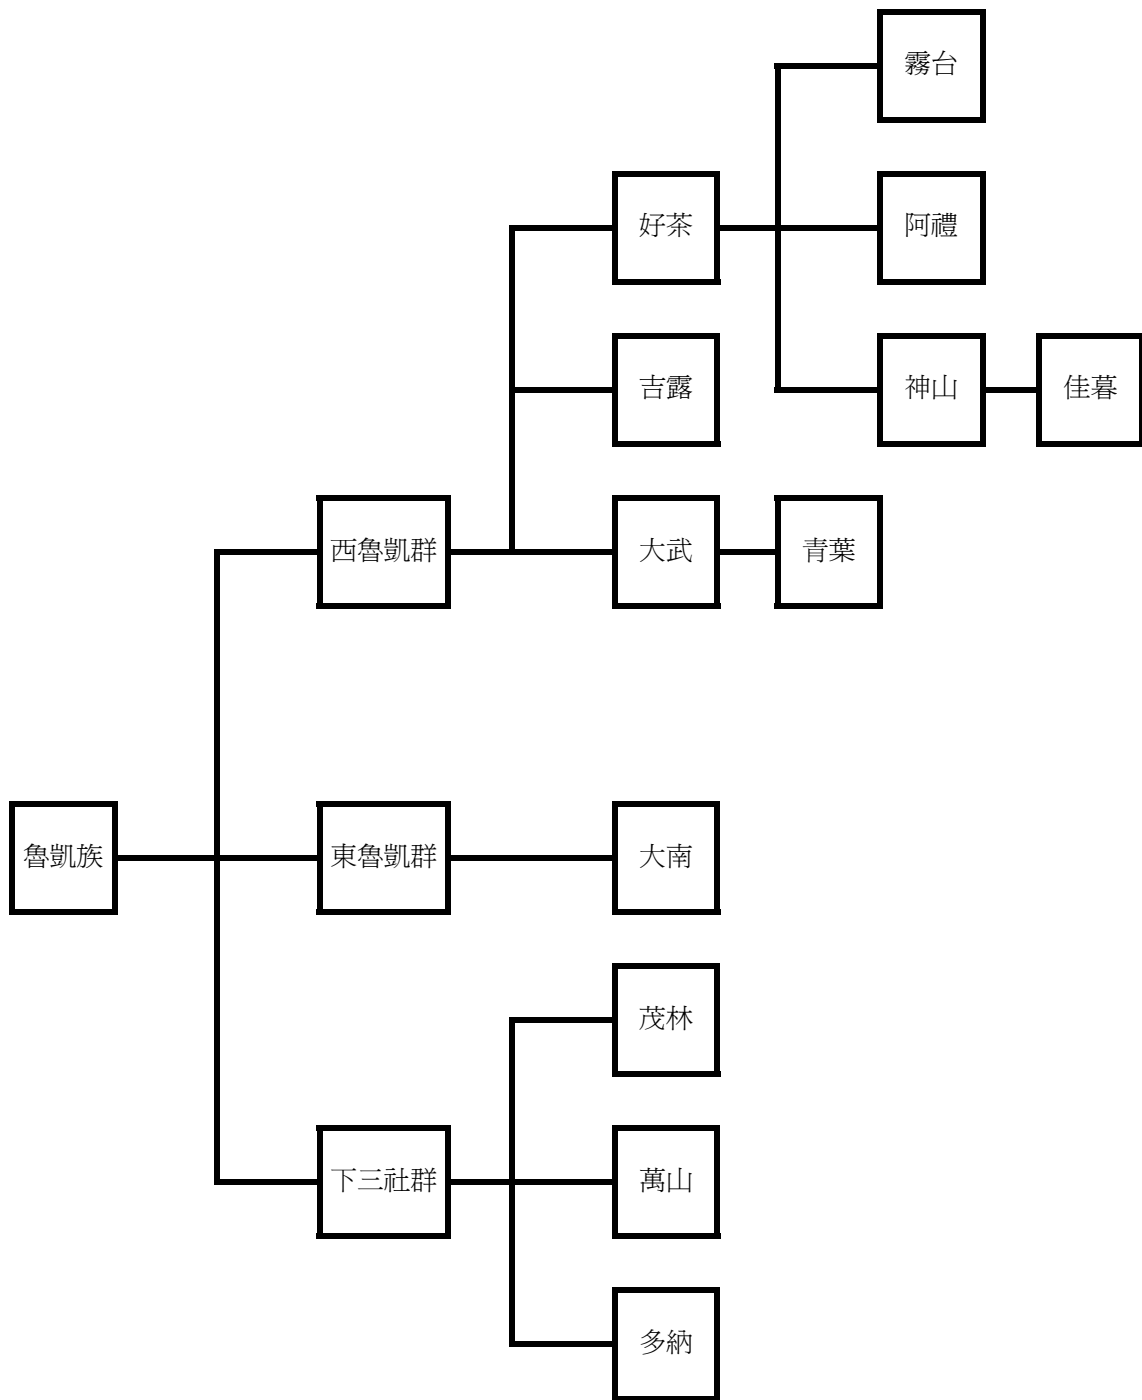 霧台
好茶
阿禮
吉露
神山
佳暮
西魯凱群
大武
青葉
魯凱族
東魯凱群
大南
茂林
下三社群
萬山
多納